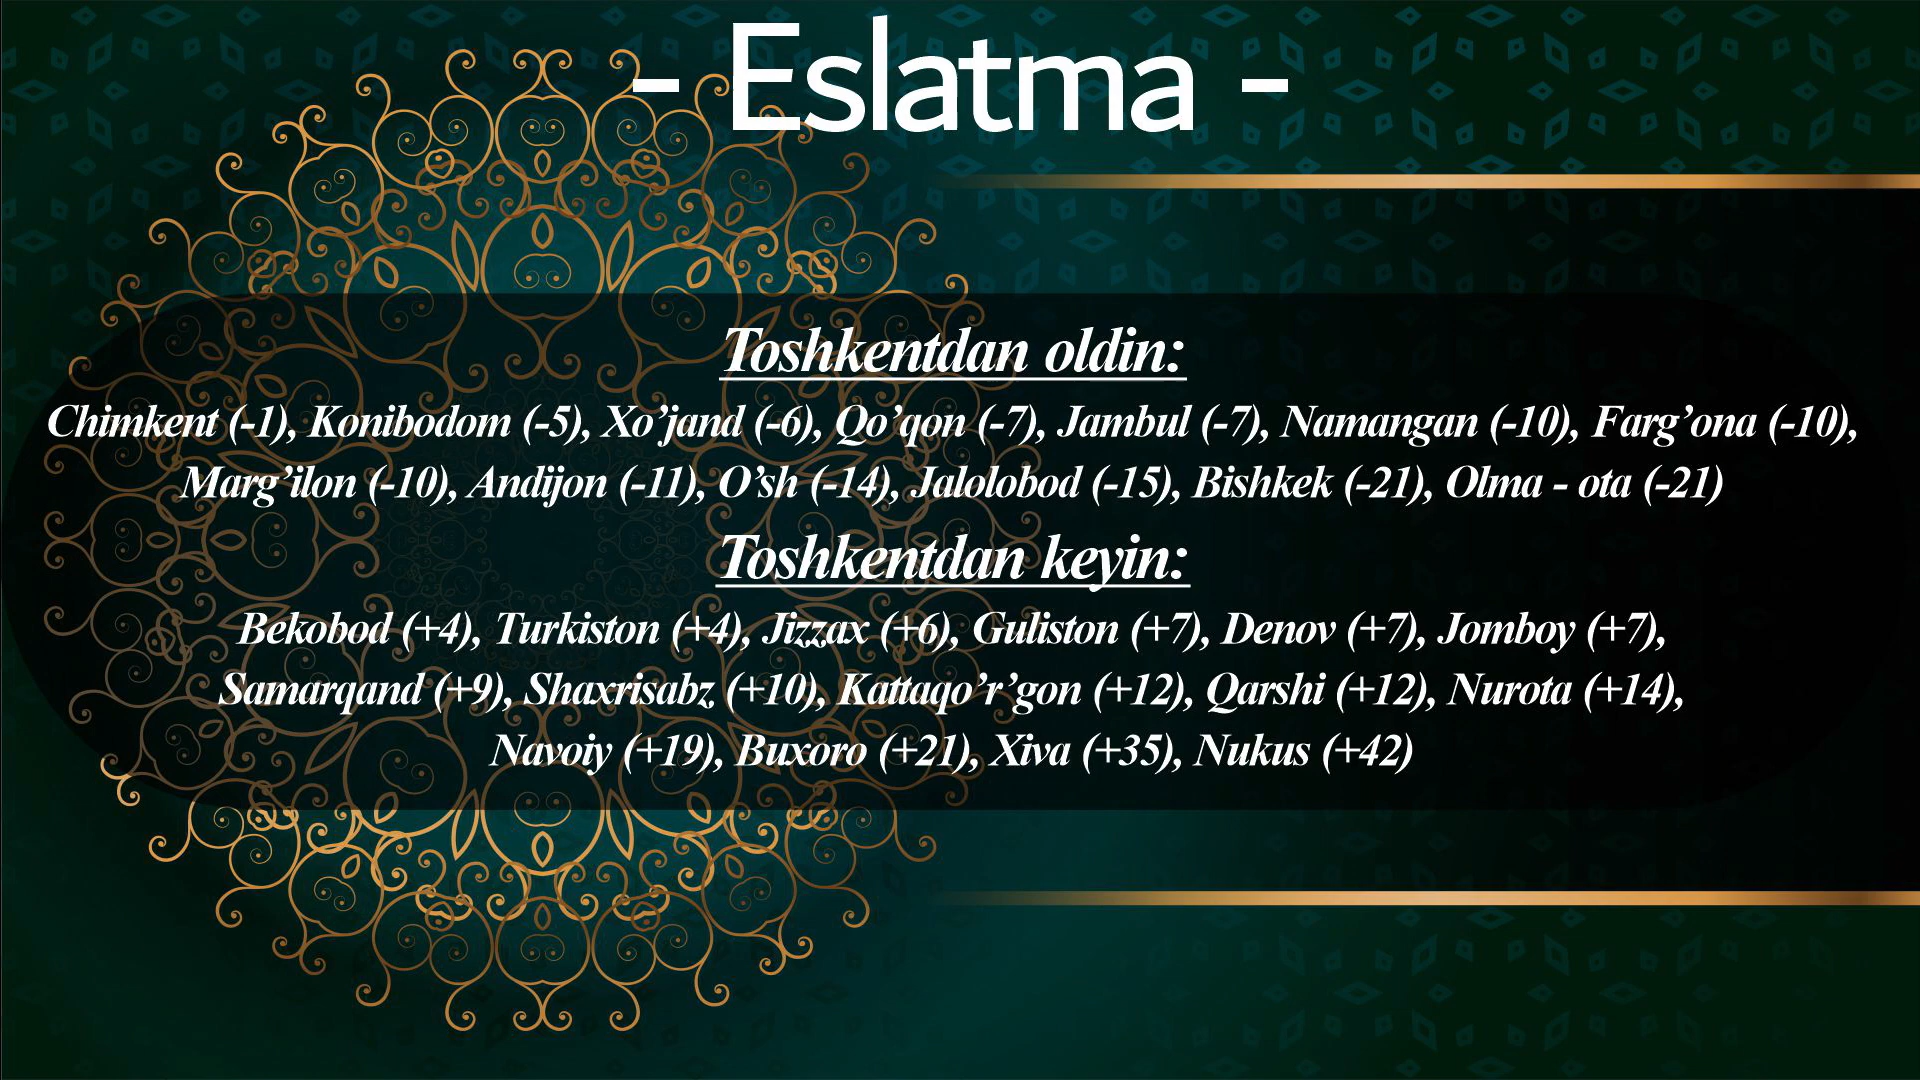 - Eslatma -
Toshkentdan oldin:
Chimkent (-1), Konibodom (-5), Xo’jand (-6), Qo’qon (-7), Jambul (-7), Namangan (-10), Farg’ona (-10),
Marg’ilon (-10), Andijon (-11), O’sh (-14), Jalolobod (-15), Bishkek (-21), Olma - ota (-21)
Toshkentdan keyin:
Bekobod (+4), Turkiston (+4), Jizzax (+6), Guliston (+7), Denov (+7), Jomboy (+7),
Samarqand (+9), Shaxrisabz (+10), Kattaqo’r’gon (+12), Qarshi (+12), Nurota (+14),
Navoiy (+19), Buxoro (+21), Xiva (+35), Nukus (+42)